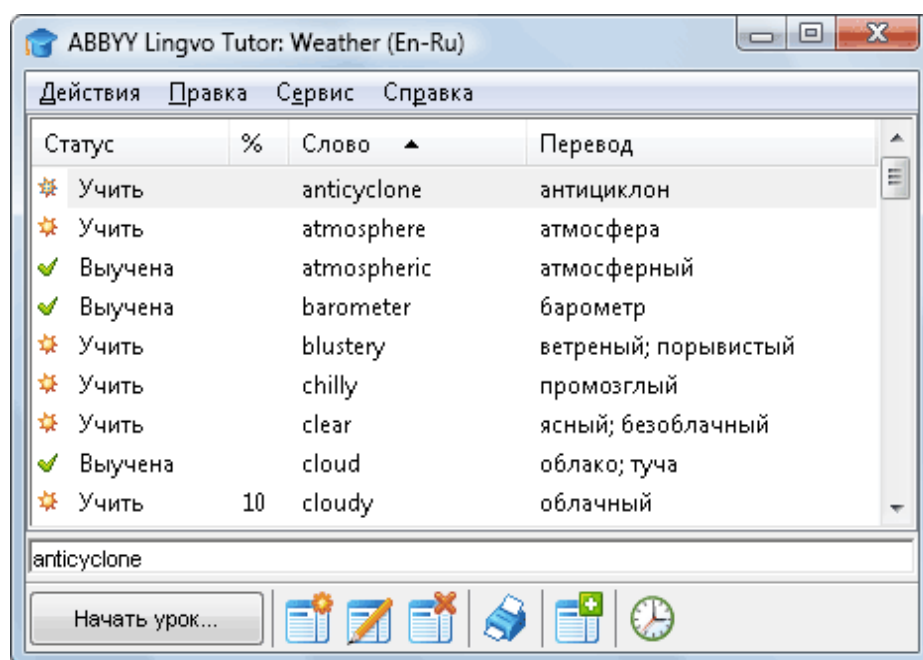 ABBYY Lingvo Tutor: Weather (En-Ru)
Действия Правка Сервис Справка
Статус % Слово Перевод
Учить anticyclone антициклон
Учить atmosphere атмосфера
Выучена atmospheric атмосферный
Выучена barometer барометр
Учить blustery ветреный; порывистый
Учить chilly промозглый
Учить clear ясный; безоблачный
Выучена cloud облако; туча
Учить 10 cloudy облачный
anticyclone
Начать урок...